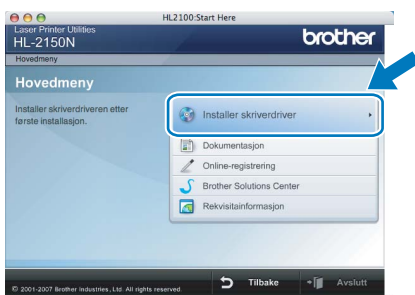 HL2100:Start Here
Laser Printer Utilities
HL-2150N
brother
Hovedmeny
Hovedmeny
Installer skriverdriveren etter
første installasjon.
Installer skriverdriver
Dokumentasjon
Online-registrering
Brother Solutions Center
Rekvisitainformasjon
© 2001-2007 Brother Industries, Ltd. All rights reserved.
Tilbake
Avslutt